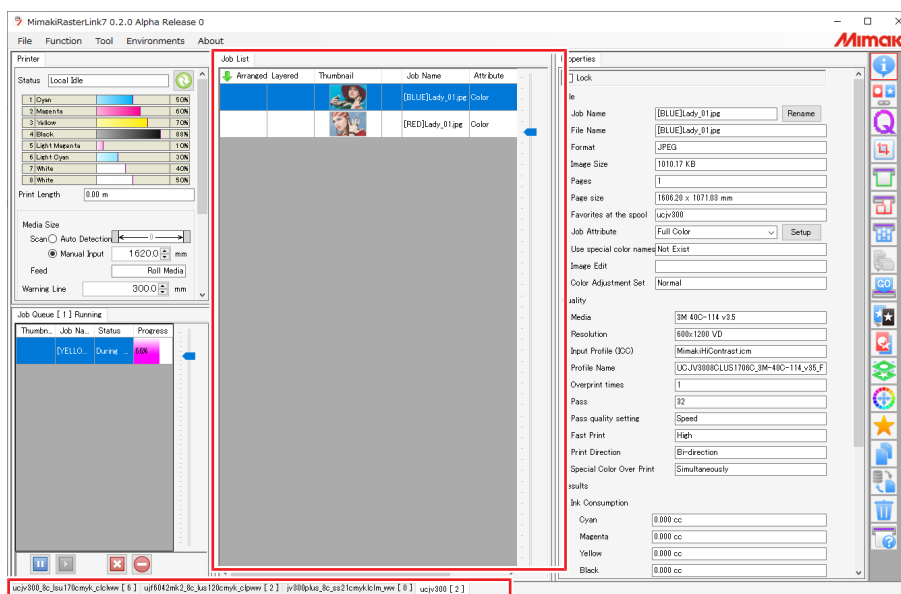 MimakiRasterLink7 0.2.0 Alpha Release 0
File Function Tool Environments About
Mimak
Printer
Status Local Idle
1 Cyan 50%
2 Magenta 60%
3 Yellow 70%
4 Black 88%
5 Light Magenta 10%
6 Light Cyan 30%
7 White 40%
8 White 50%
Print Length 0.00 m
Media Size
Scan Auto Detection 0
Manual Input 1620.0 mm
Feed Roll Media
Warning Line 300.0 mm
Job Queue [ 1 ] Running
Thumbn... Job Na... Status Progress
[YELLO... During ... 66%
Job List
Arranged Layered Thumbnail Job Name Attribute
[BLUE]Lady_01.jpg Color
[RED]Lady_01.jpg Color
operties
Lock
le
Job Name [BLUE]Lady_01.jpg Rename
File Name [BLUE]Lady_01.jpg
Format JPEG
Image Size 1010.17 KB
Pages 1
Page size 1606.20 x 1071.03 mm
Favorites at the spool ucjv300
Job Attribute Full Color Setup
Use special color names Not Exist
Image Edit
Color Adjustment Set Normal
uality
Media 3M 40C-114 v3.5
Resolution 600x1200 VD
Input Profile (ICC) MimakiHiContrast.icm
Profile Name UCJV3008CLUS1706C_3M-40C-114_v35_F
Overprint times 1
Pass 32
Pass quality setting Speed
Fast Print High
Print Direction Bi-direction
Special Color Over Print Simultaneously
esults
Ink Consumption
Cyan 0.000 cc
Magenta 0.000 cc
Yellow 0.000 cc
Black 0.000 cc
GO
ucjv300_8c_lsu170cmyk_clclww [ 6 ] ujf6042mk2_8c_lus120cmyk_clpww [ 2 ] jv300plus_8c_ss21cmyklclm_ww [ 0 ] ucjv300 [ 2 ]